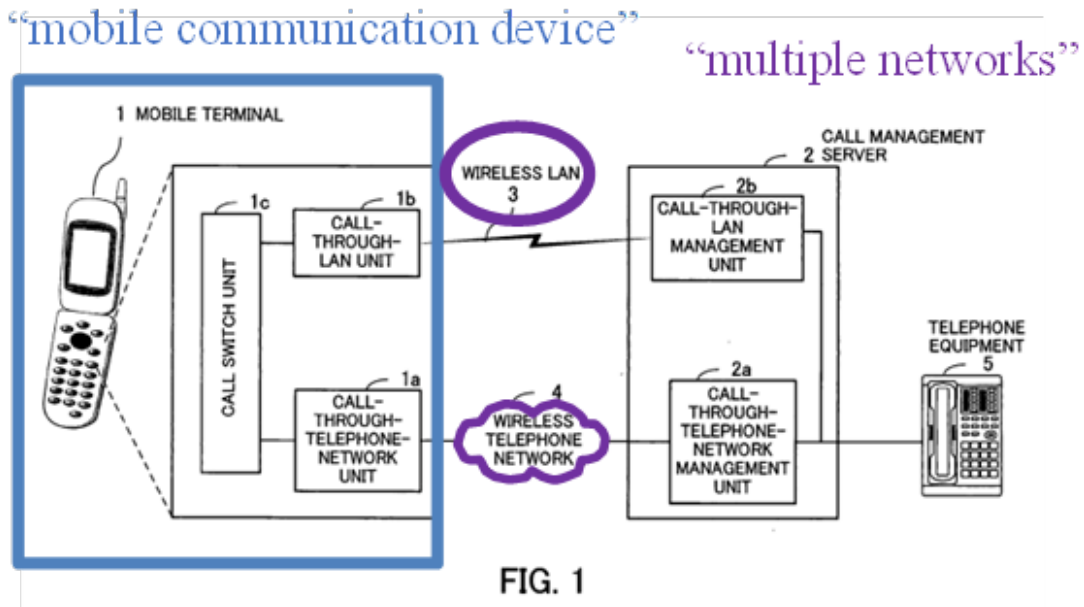 “mobile communication device”
“multiple networks”
1 MOBILE TERMINAL
CALL MANAGEMENT
2 SERVER
WIRELESS LAN
3
1c
1b
2b
CALL-
THROUGH-
LAN UNIT
CALL-THROUGH-
LAN
MANAGEMENT
UNIT
CALL SWITCH UNIT
TELEPHONE
EQUIPMENT
5
1a
4
2a
CALL-
THROUGH-
TELEPHONE-
NETWORK
UNIT
WIRELESS
TELEPHONE
NETWORK
CALL-
THROUGH-
TELEPHONE-
NETWORK
MANAGEMENT
UNIT
FIG. 1